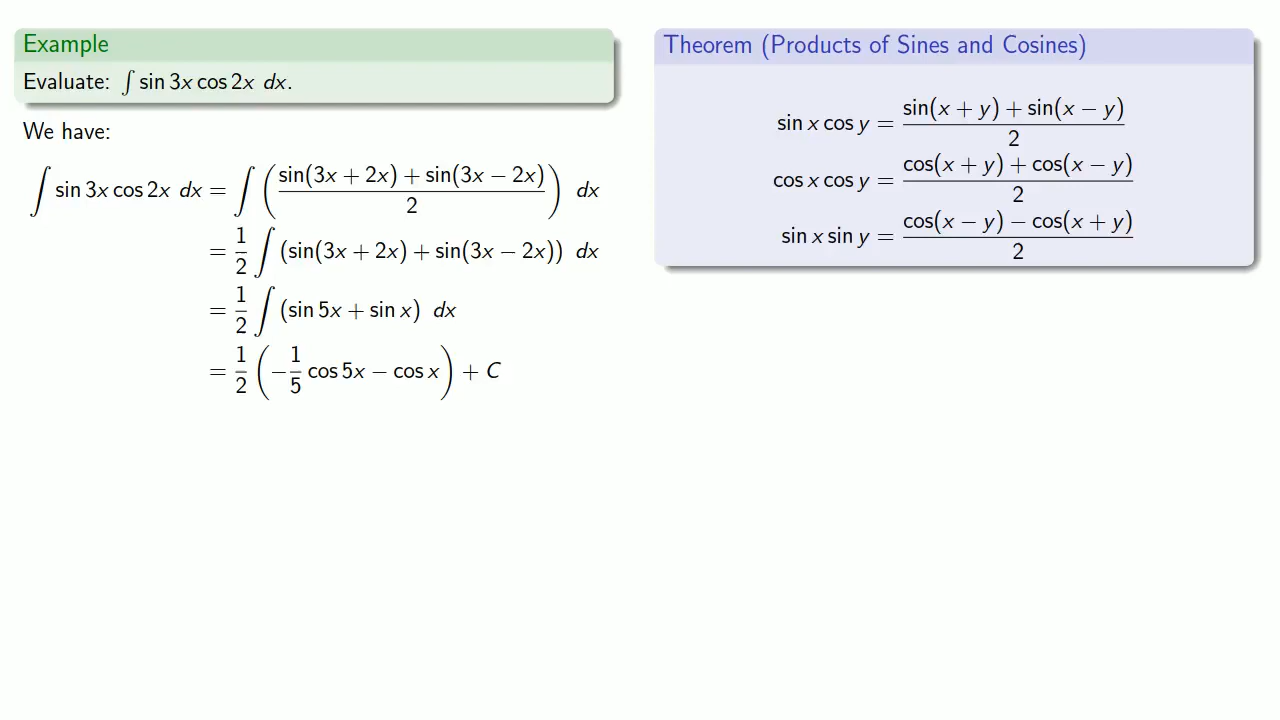 Example
Evaluate: ∫ sin 3x cos 2x dx.
We have:
∫ sin 3x cos 2x dx = ∫ ( (sin(3x + 2x) + sin(3x − 2x)) / 2 ) dx
= 1/2 ∫ (sin(3x + 2x) + sin(3x − 2x)) dx
= 1/2 ∫ (sin 5x + sin x) dx
= 1/2 ( −1/5 cos 5x − cos x ) + C
Theorem (Products of Sines and Cosines)
sin x cos y = (sin(x + y) + sin(x − y)) / 2
cos x cos y = (cos(x + y) + cos(x − y)) / 2
sin x sin y = (cos(x − y) − cos(x + y)) / 2